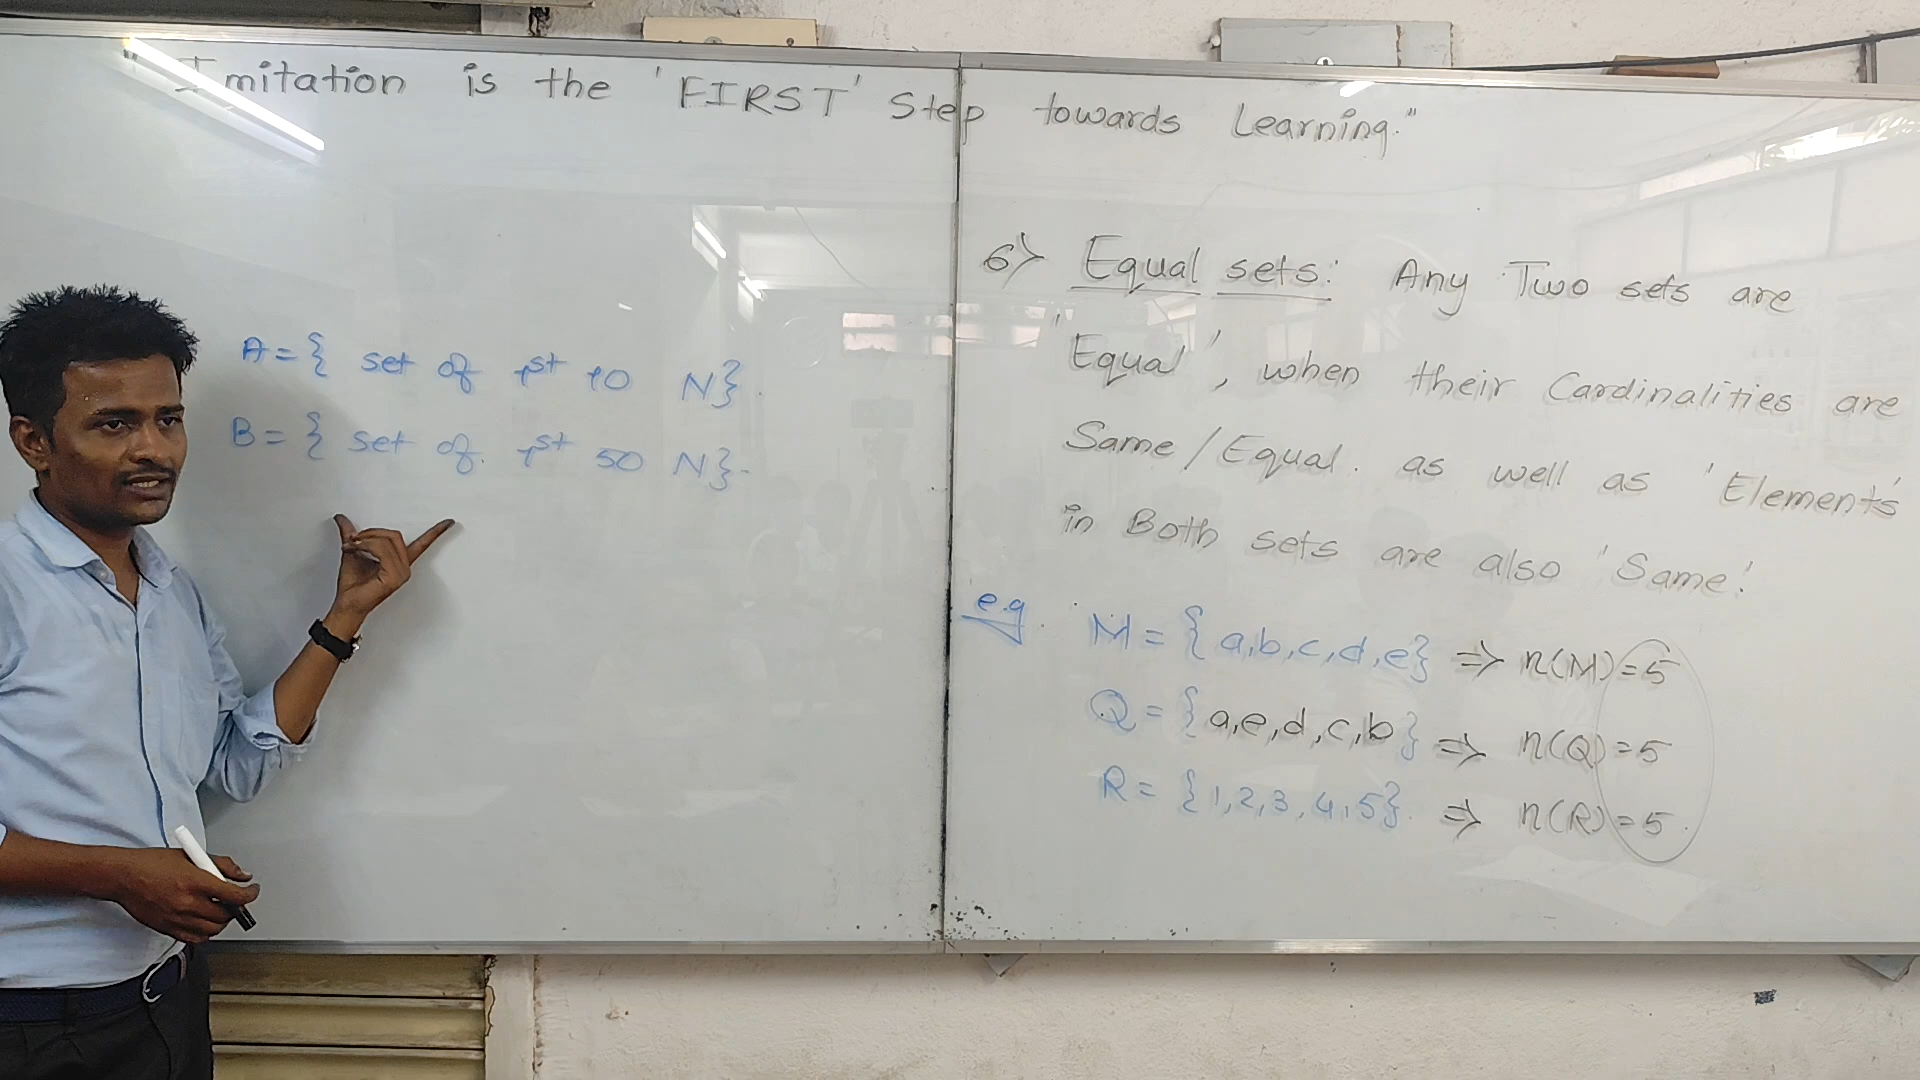 "Imitation is the 'FIRST' Step towards Learning."
A = { set of 1st 10 N}.
B = { set of 1st 50 N}.
6> Equal sets: Any Two sets are
'Equal', when their Cardinalities are
Same/Equal. as well as 'Elements'
in Both sets are also 'Same'.
e.g. M = {a,b,c,d,e} => n(M)=5
Q = {a,e,d,c,b} => n(Q)=5
R = {1,2,3,4,5}. => n(R)=5.